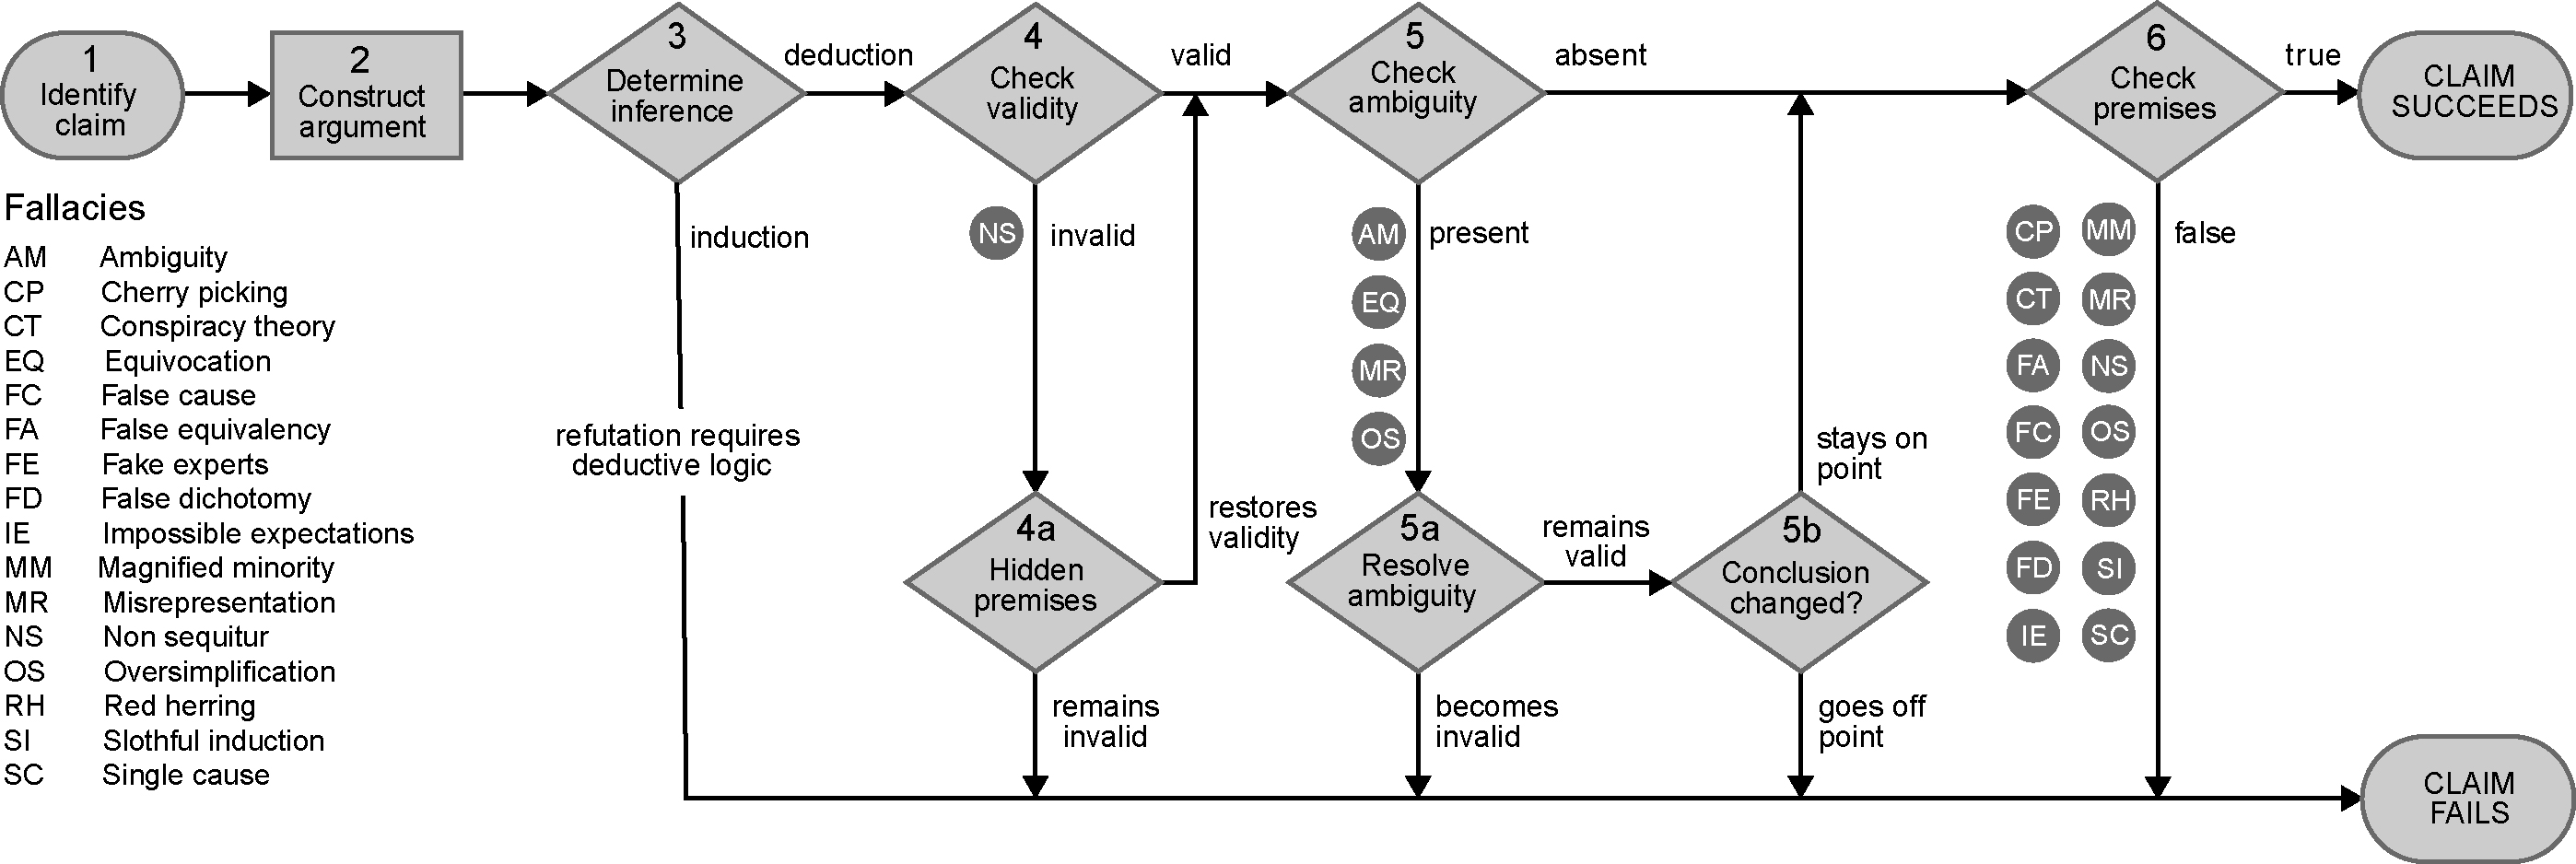 1
Identify
claim
2
Construct
argument
3
Determine
inference
deduction
4
Check
validity
valid
5
Check
ambiguity
absent
6
Check
premises
true
CLAIM
SUCCEEDS
induction
refutation requires
deductive logic
NS
invalid
4a
Hidden
premises
restores
validity
remains
invalid
AM
EQ
MR
OS
present
5a
Resolve
ambiguity
remains
valid
becomes
invalid
5b
Conclusion
changed?
stays on
point
goes off
point
CP MM
CT MR
FA NS
FC OS
FE RH
FD SI
IE SC
false
CLAIM
FAILS
Fallacies
AM Ambiguity
CP Cherry picking
CT Conspiracy theory
EQ Equivocation
FC False cause
FA False equivalency
FE Fake experts
FD False dichotomy
IE Impossible expectations
MM Magnified minority
MR Misrepresentation
NS Non sequitur
OS Oversimplification
RH Red herring
SI Slothful induction
SC Single cause